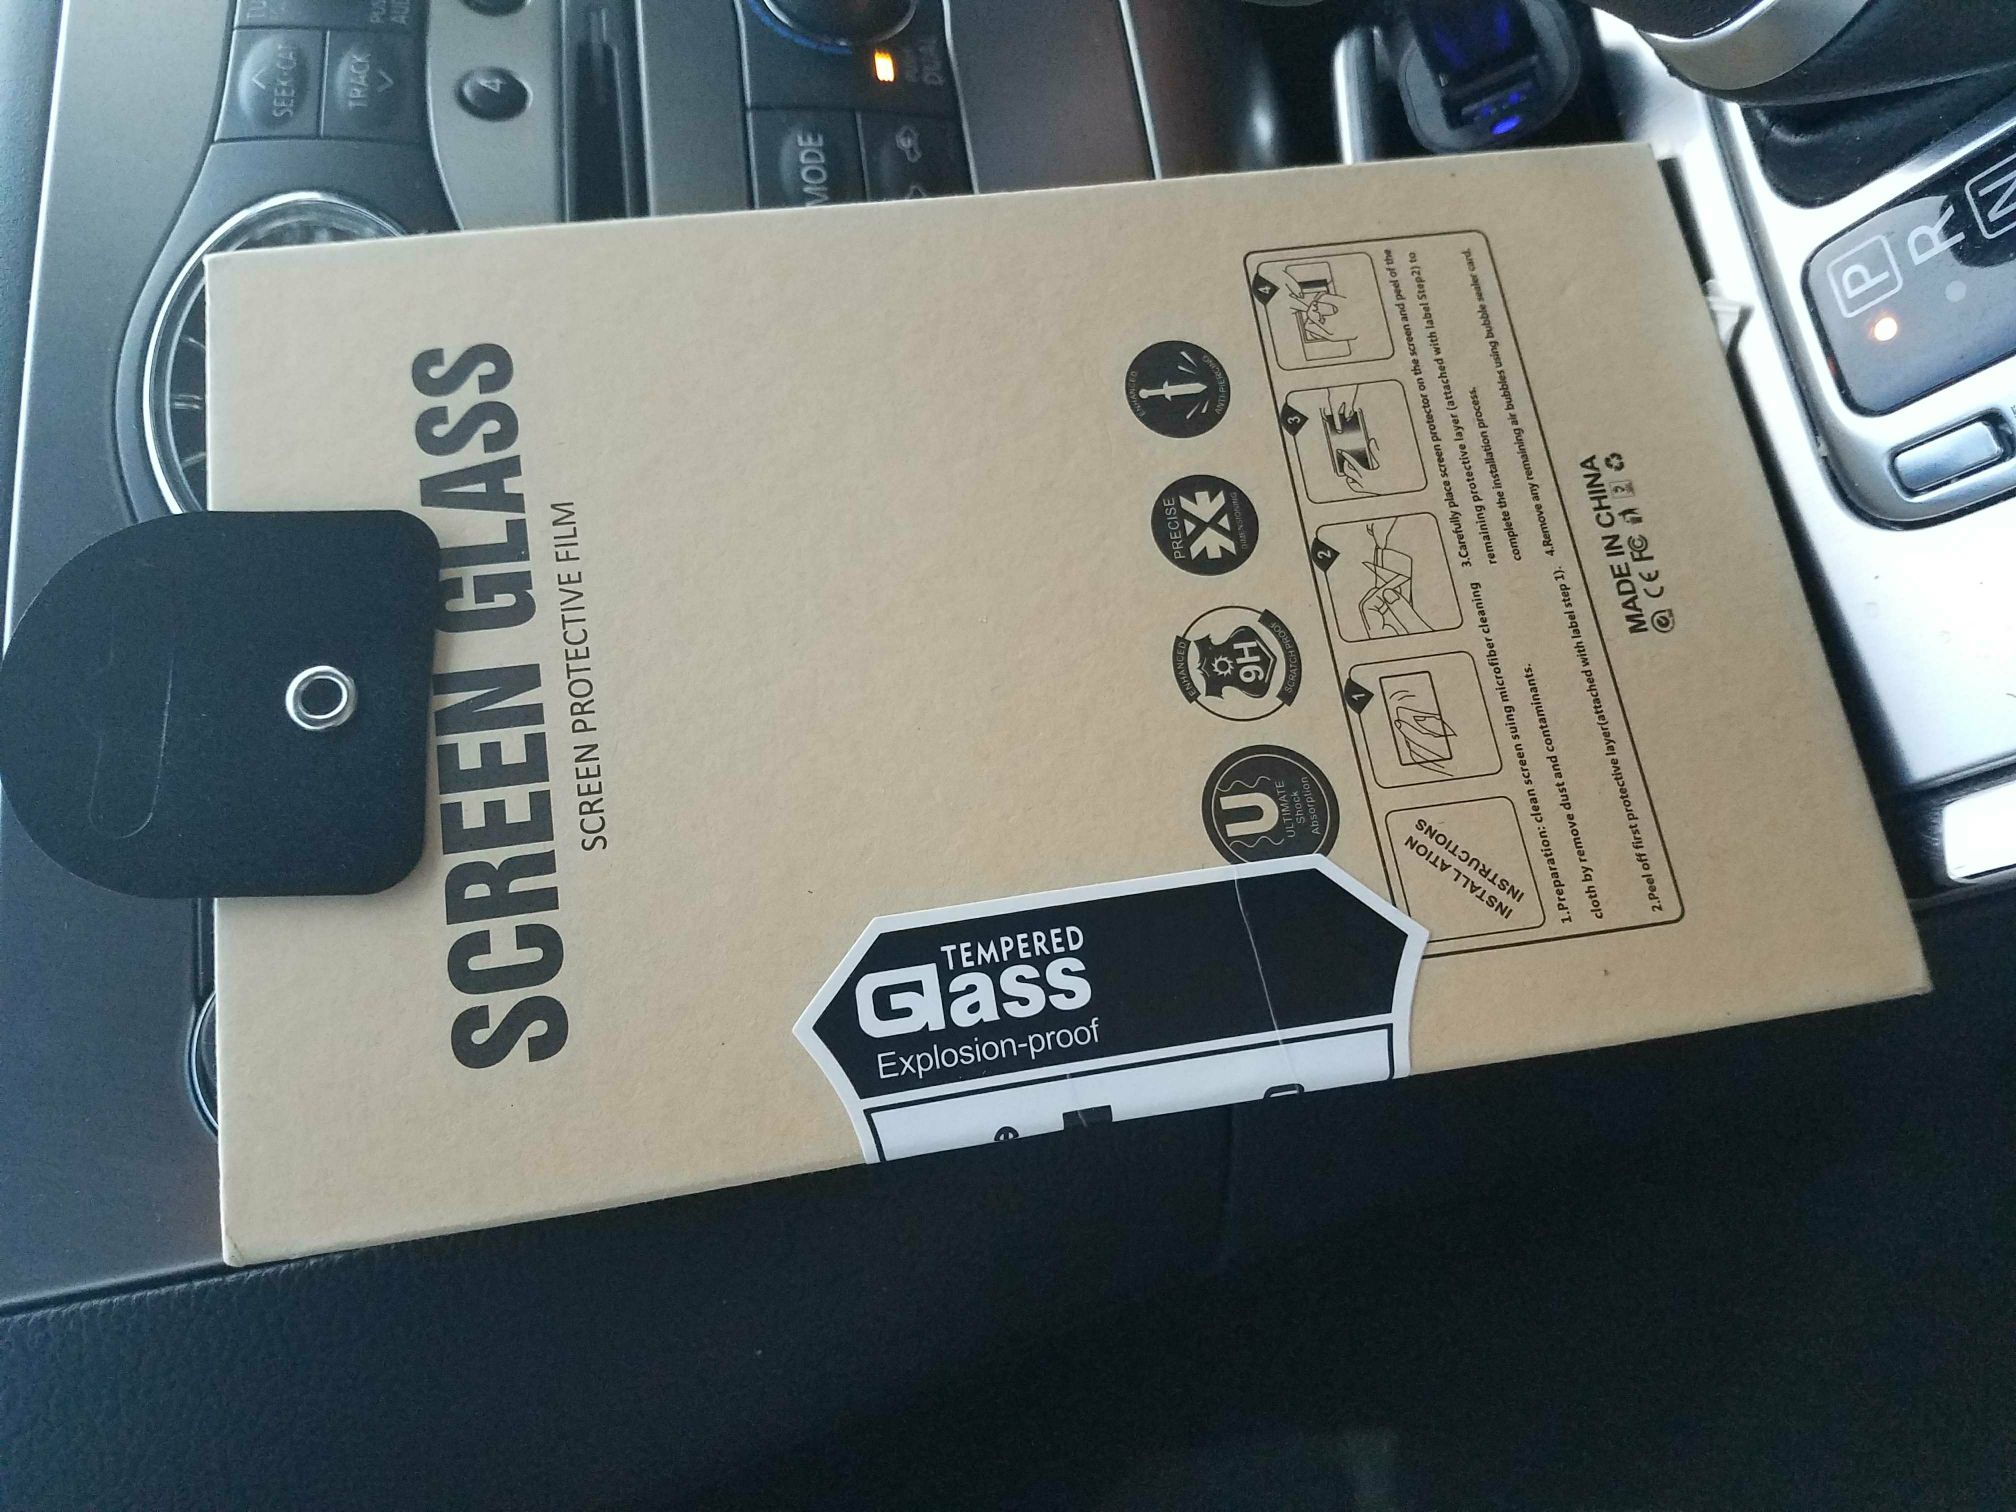 SCREEN GLASS
SCREEN PROTECTIVE FILM
TEMPERED
Glass
Explosion-proof
U
ULTIMATE
Shock
Absorption
ENHANCED
9H
SCRATCH PROOF
PRECISE
DIMENSIONING
ENHANCED
ANTI-PIERCING
INSTALLATION
INSTRUCTIONS
1
2
3
4
1.Preparation: clean screen suing microfiber cleaning
cloth by remove dust and contaminants.
2.Peel off first protective layer(attached with label step 1).
3.Carefully place screen protector on the screen and peel of the
remaining protective layer (attached with label Step2) to
complete the installation process.
4.Remove any remaining air bubbles using bubble sealer card.
MADE IN CHINA
CE FC
SEEK·CAT
TRACK
4
MODE
DUAL
P
R
N